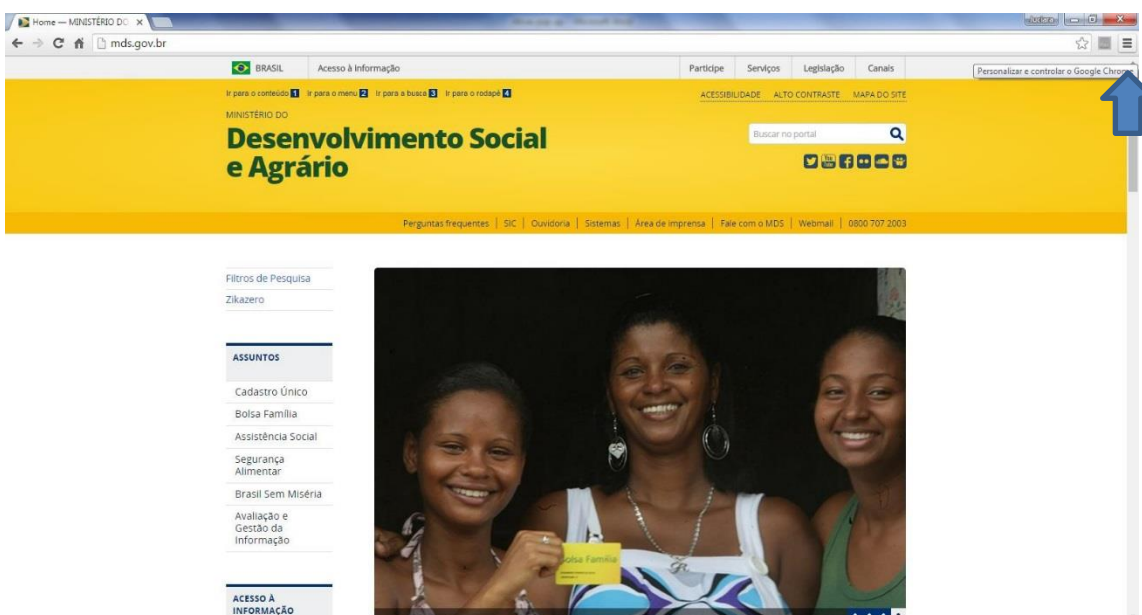 Home — MINISTÉRIO DO
mds.gov.br
BRASIL Acesso à informação Participe Serviços Legislação Canais
Personalizar e controlar o Google Chrome
Ir para o conteúdo 1 Ir para o menu 2 Ir para a busca 3 Ir para o rodapé 4 ACESSIBILIDADE ALTO CONTRASTE MAPA DO SITE
MINISTÉRIO DO
Desenvolvimento Social
e Agrário
Buscar no portal
Perguntas frequentes | SIC | Ouvidoria | Sistemas | Área de imprensa | Fale com o MDS | Webmail | 0800 707 2003
Filtros de Pesquisa
Zikazero
ASSUNTOS
Cadastro Único
Bolsa Família
Assistência Social
Segurança
Alimentar
Brasil Sem Miséria
Avaliação e
Gestão da
Informação
ACESSO À
INFORMAÇÃO
Bolsa Família